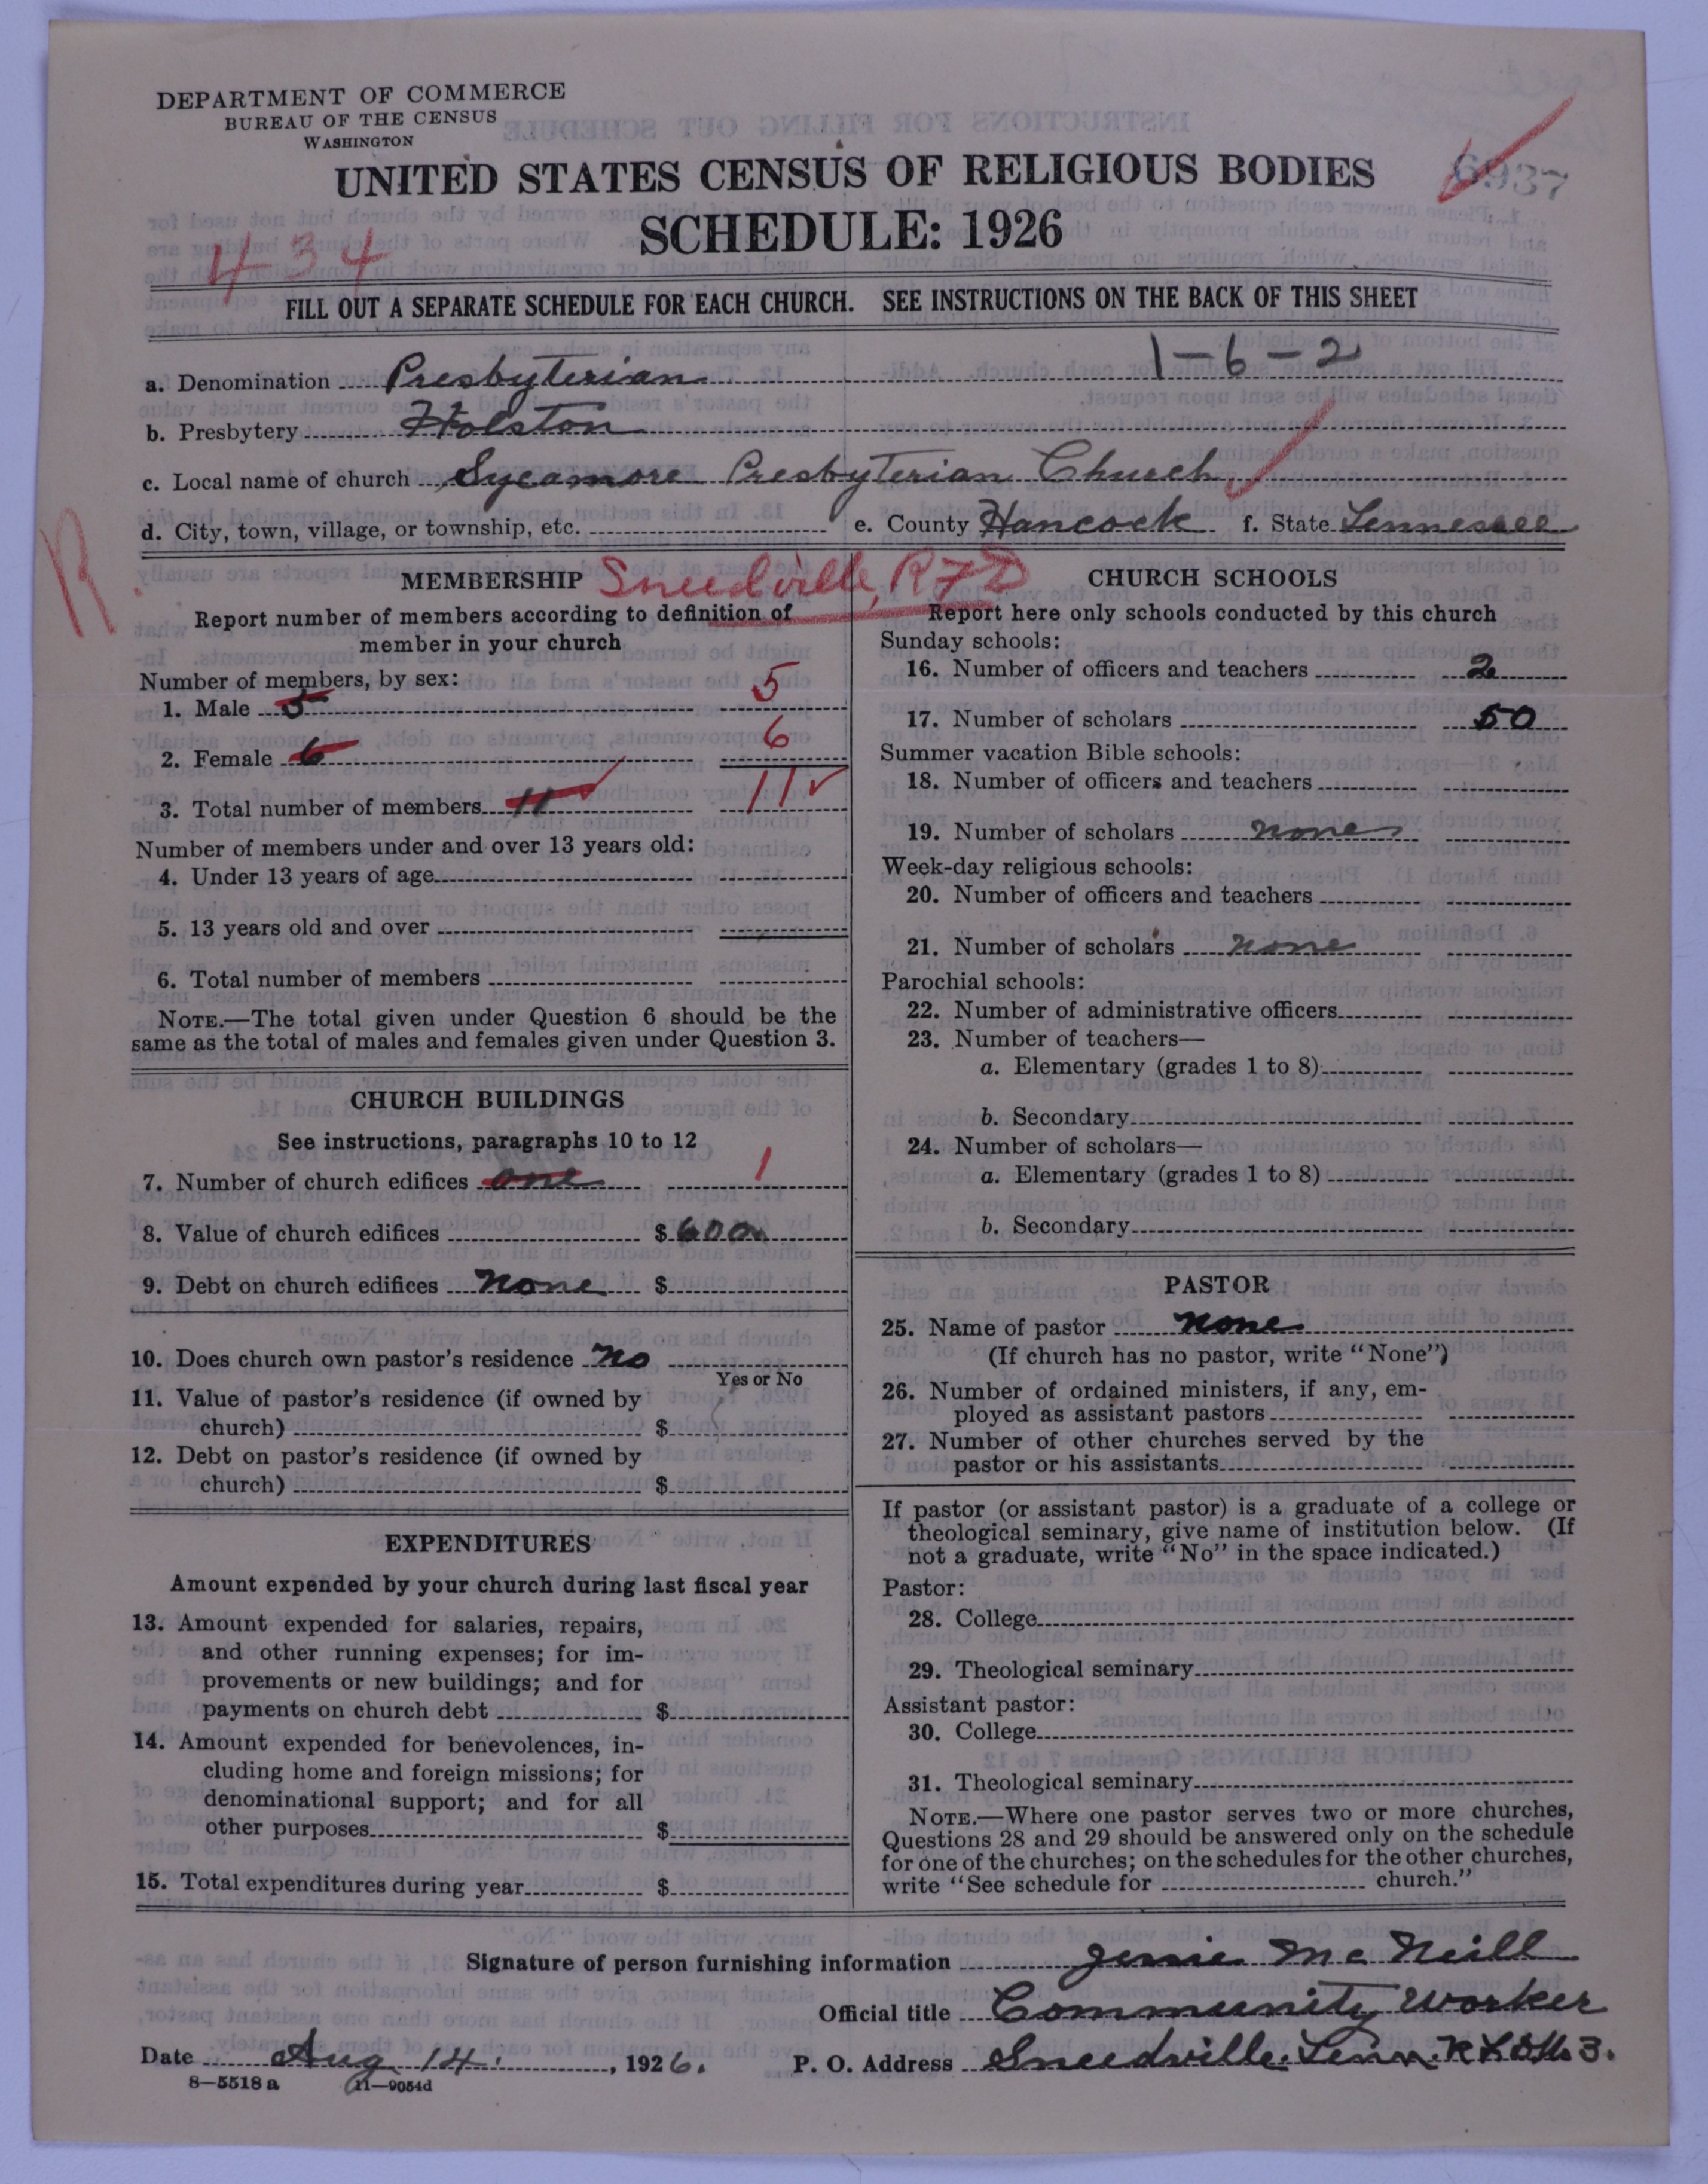 DEPARTMENT OF COMMERCE
BUREAU OF THE CENSUS
WASHINGTON
UNITED STATES CENSUS OF RELIGIOUS BODIES
6937
SCHEDULE: 1926
434
FILL OUT A SEPARATE SCHEDULE FOR EACH CHURCH. SEE INSTRUCTIONS ON THE BACK OF THIS SHEET
1-6-2
a. Denomination Presbyterian
b. Presbytery Holston
c. Local name of church Sycamore Presbyterian Church
d. City, town, village, or township, etc. e. County Hancock f. State Tennessee
R.
Sneedville, RFD
MEMBERSHIP
Report number of members according to definition of
member in your church
Number of members, by sex:
1. Male 5 5
2. Female 6 6
3. Total number of members 11 11
Number of members under and over 13 years old:
4. Under 13 years of age
5. 13 years old and over
6. Total number of members
NOTE.—The total given under Question 6 should be the
same as the total of males and females given under Question 3.
CHURCH BUILDINGS
See instructions, paragraphs 10 to 12
7. Number of church edifices one 1
8. Value of church edifices $ 600
9. Debt on church edifices none $
10. Does church own pastor's residence no
Yes or No
11. Value of pastor's residence (if owned by
church) $
12. Debt on pastor's residence (if owned by
church) $
EXPENDITURES
Amount expended by your church during last fiscal year
13. Amount expended for salaries, repairs,
and other running expenses; for im-
provements or new buildings; and for
payments on church debt $
14. Amount expended for benevolences, in-
cluding home and foreign missions; for
denominational support; and for all
other purposes $
15. Total expenditures during year $
CHURCH SCHOOLS
Report here only schools conducted by this church
Sunday schools:
16. Number of officers and teachers 2
17. Number of scholars 50
Summer vacation Bible schools:
18. Number of officers and teachers
19. Number of scholars none
Week-day religious schools:
20. Number of officers and teachers
21. Number of scholars none
Parochial schools:
22. Number of administrative officers
23. Number of teachers—
a. Elementary (grades 1 to 8)
b. Secondary
24. Number of scholars—
a. Elementary (grades 1 to 8)
b. Secondary
PASTOR
25. Name of pastor none
(If church has no pastor, write "None")
26. Number of ordained ministers, if any, em-
ployed as assistant pastors
27. Number of other churches served by the
pastor or his assistants
If pastor (or assistant pastor) is a graduate of a college or
theological seminary, give name of institution below. (If
not a graduate, write "No" in the space indicated.)
Pastor:
28. College
29. Theological seminary
Assistant pastor:
30. College
31. Theological seminary
NOTE.—Where one pastor serves two or more churches,
Questions 28 and 29 should be answered only on the schedule
for one of the churches; on the schedules for the other churches,
write "See schedule for church."
Signature of person furnishing information Jennie McNeill
Official title Community Worker
Date Aug 14, 1926. P. O. Address Sneedville, Tenn. 3.
8—5518 a 11—9054d